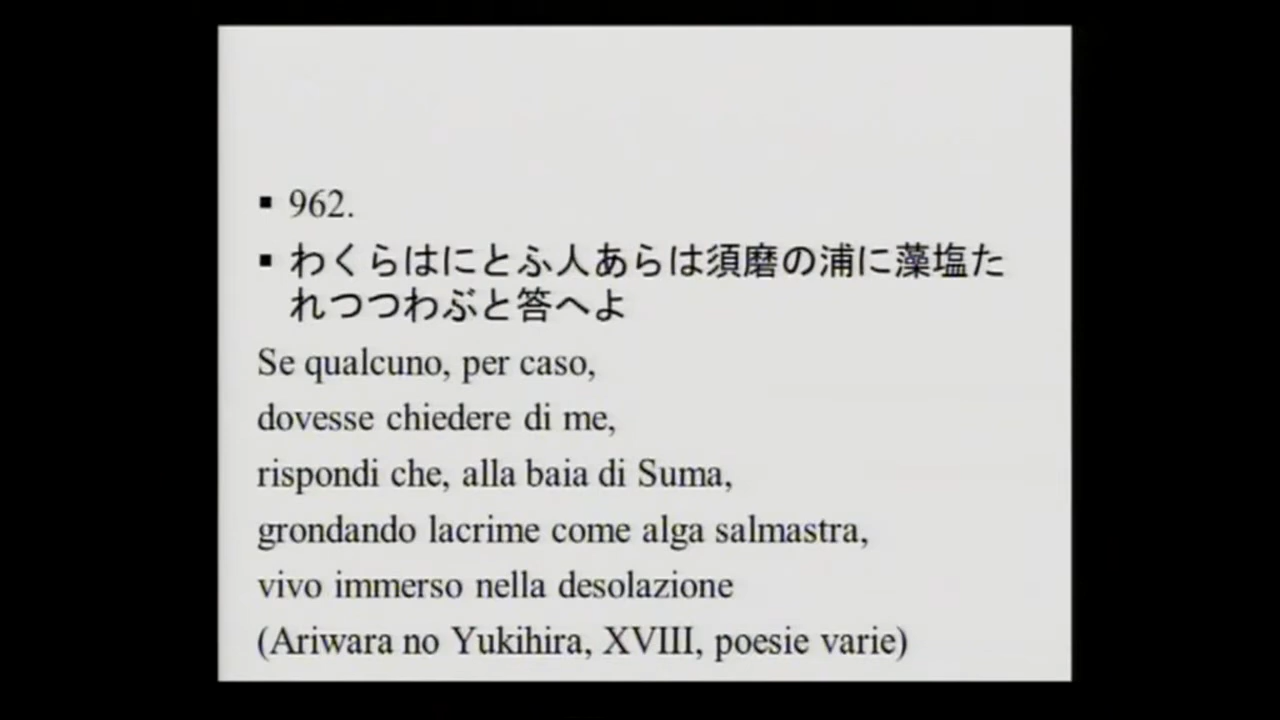 ▪ 962.
▪ わくらはにとふ人あらは須磨の浦に藻塩た
れつつわぶと答へよ
Se qualcuno, per caso,
dovesse chiedere di me,
rispondi che, alla baia di Suma,
grondando lacrime come alga salmastra,
vivo immerso nella desolazione
(Ariwara no Yukihira, XVIII, poesie varie)